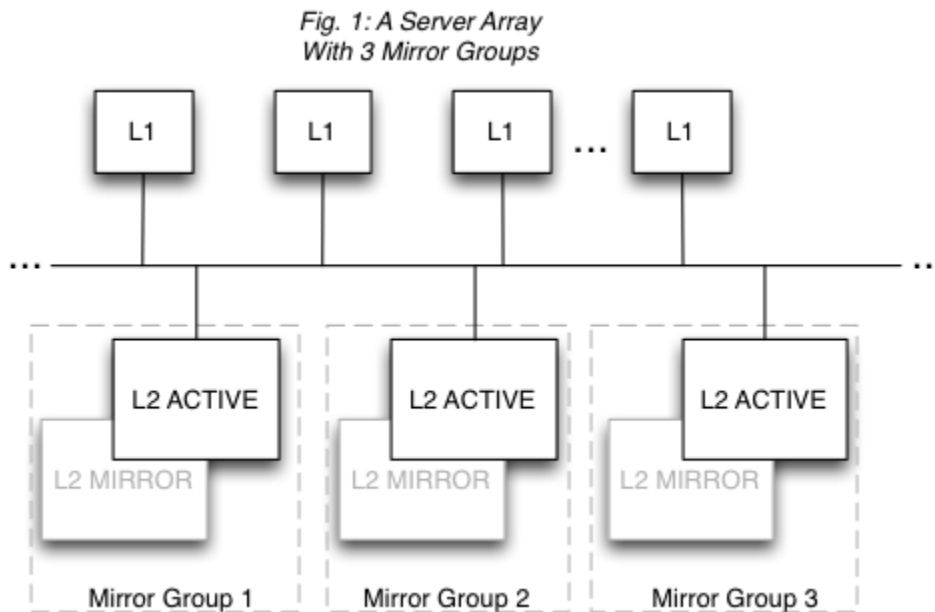 Fig. 1: A Server Array
With 3 Mirror Groups
L1 L1 L1 ... L1
... ..
L2 ACTIVE L2 ACTIVE L2 ACTIVE
L2 MIRROR L2 MIRROR L2 MIRROR
Mirror Group 1 Mirror Group 2 Mirror Group 3